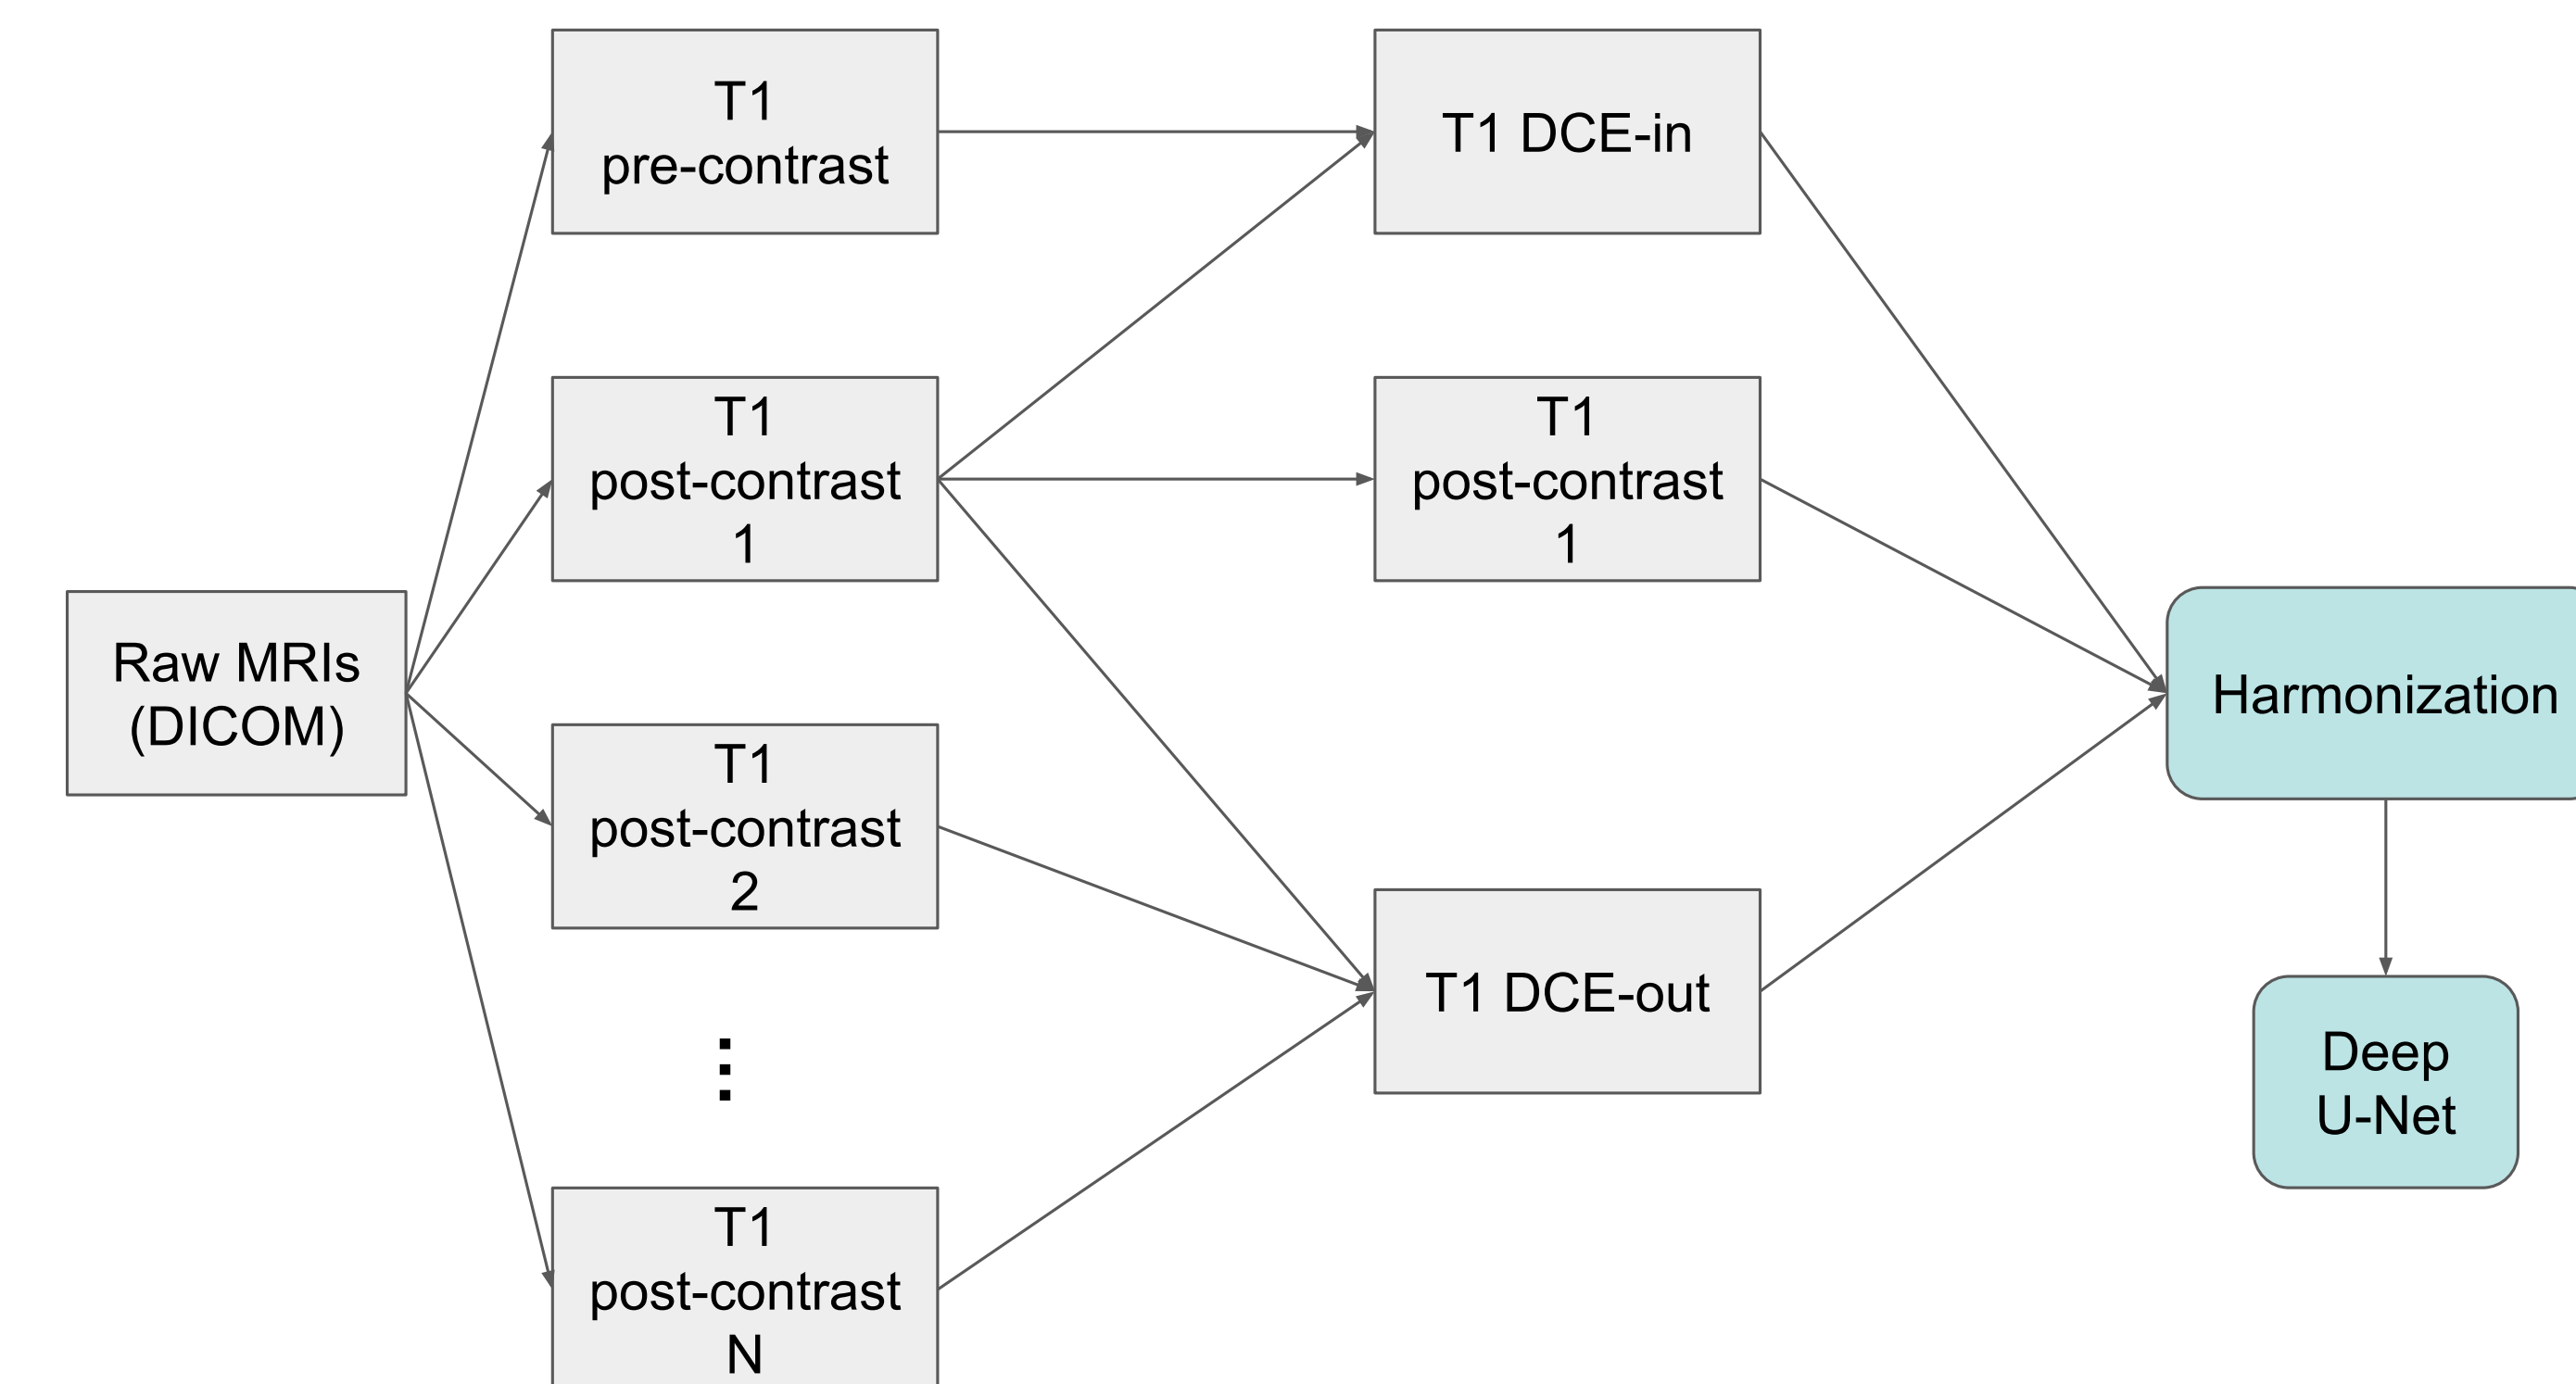 T1
pre-contrast
T1 DCE-in
T1
post-contrast
1
T1
post-contrast
1
Raw MRIs
(DICOM)
Harmonization
T1
post-contrast
2
T1 DCE-out
Deep
U-Net
T1
post-contrast
N